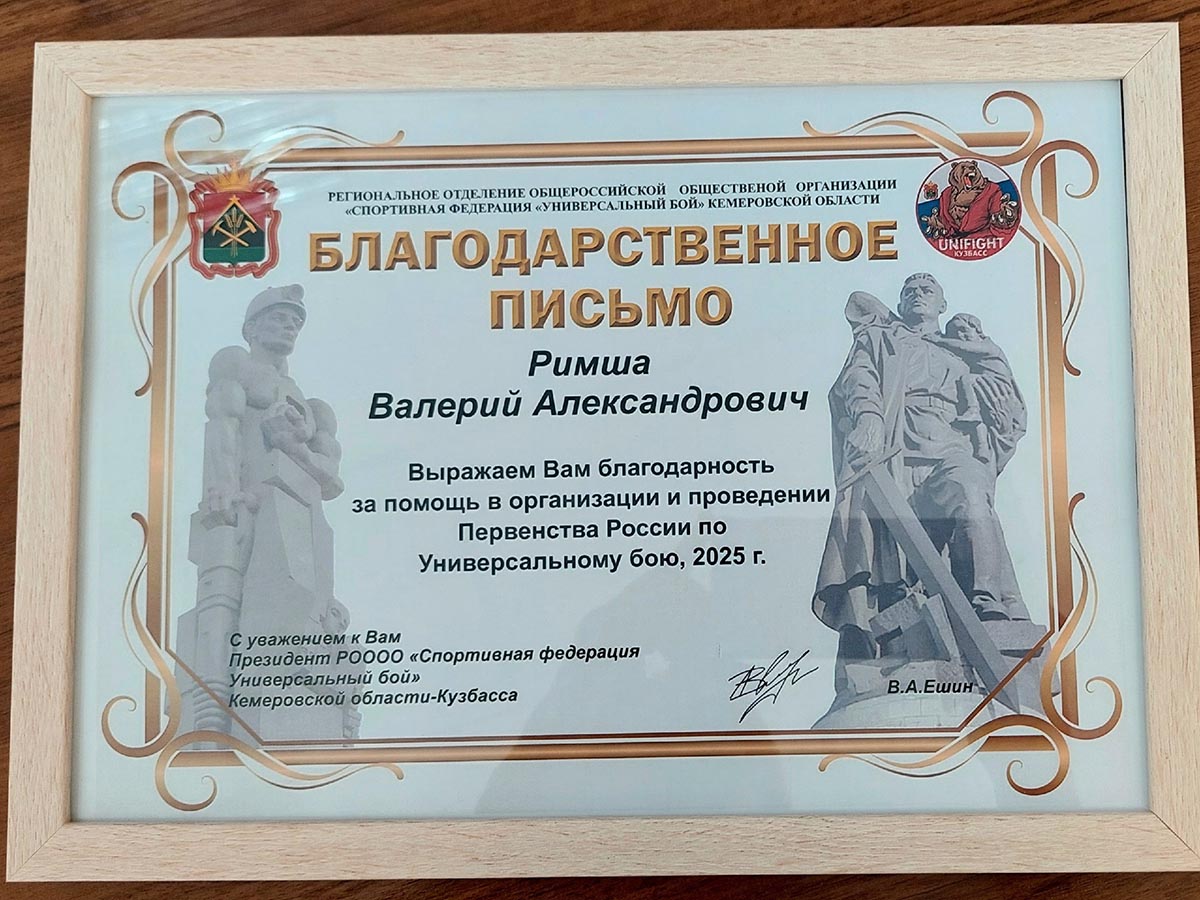 РЕГИОНАЛЬНОЕ ОТДЕЛЕНИЕ ОБЩЕРОССИЙСКОЙ ОБЩЕСТВЕНОЙ ОРГАНИЗАЦИИ
«СПОРТИВНАЯ ФЕДЕРАЦИЯ «УНИВЕРСАЛЬНЫЙ БОЙ» КЕМЕРОВСКОЙ ОБЛАСТИ
UNIFIGHT
КУЗБАСС
БЛАГОДАРСТВЕННОЕ
ПИСЬМО
Римша
Валерий Александрович
Выражаем Вам благодарность
за помощь в организации и проведении
Первенства России по
Универсальному бою, 2025 г.
С уважением к Вам
Президент РОООО «Спортивная федерация
Универсальный бой»
Кемеровской области-Кузбасса
В.А.Ешин